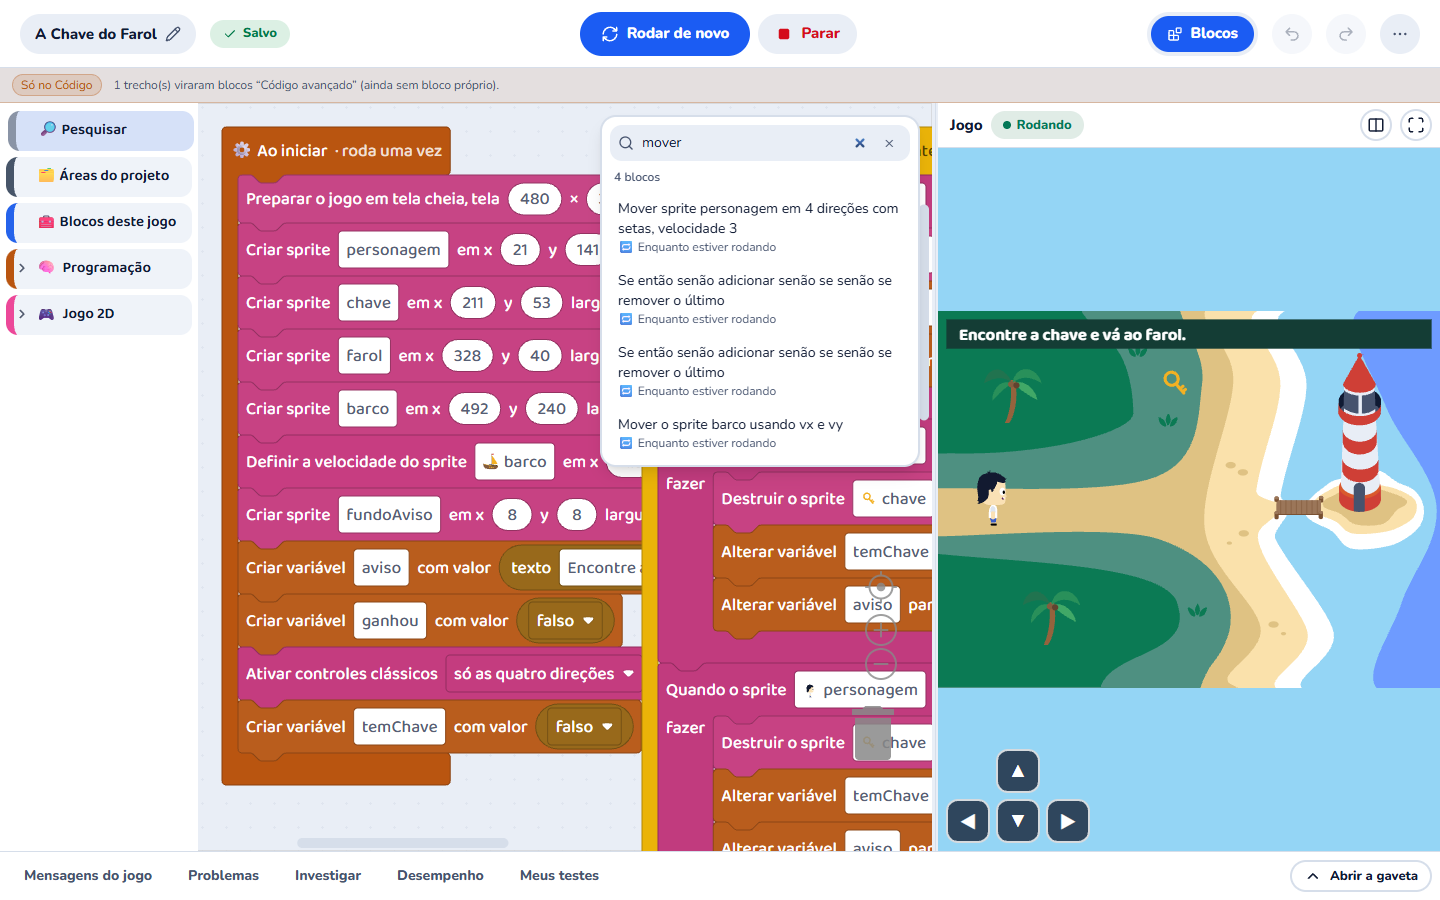 A Chave do Farol
Salvo
Rodar de novo
Parar
Blocos
Só no Código
1 trecho(s) viraram blocos “Código avançado” (ainda sem bloco próprio).
Pesquisar
Áreas do projeto
Blocos deste jogo
Programação
Jogo 2D
Ao iniciar · roda uma vez
Preparar o jogo em tela cheia, tela 480 ×
Criar sprite personagem em x 21 y 141
Criar sprite chave em x 211 y 53 larg
Criar sprite farol em x 328 y 40 larg
Criar sprite barco em x 492 y 240 la
Definir a velocidade do sprite barco em x
Criar sprite fundoAviso em x 8 y 8 largu
Criar variável aviso com valor texto Encontre
Criar variável ganhou com valor falso
Ativar controles clássicos só as quatro direções
Criar variável temChave com valor falso
mover
4 blocos
Mover sprite personagem em 4 direções com
setas, velocidade 3
Enquanto estiver rodando
Se então senão adicionar senão se senão se
remover o último
Enquanto estiver rodando
Se então senão adicionar senão se senão se
remover o último
Enquanto estiver rodando
Mover o sprite barco usando vx e vy
Enquanto estiver rodando
fazer
Destruir o sprite chave
Alterar variável temChave
Alterar variável aviso par
Quando o sprite personagem
fazer
Destruir o sprite chave
Alterar variável temChave
Alterar variável aviso par
Jogo
Rodando
Encontre a chave e vá ao farol.
Mensagens do jogo
Problemas
Investigar
Desempenho
Meus testes
Abrir a gaveta